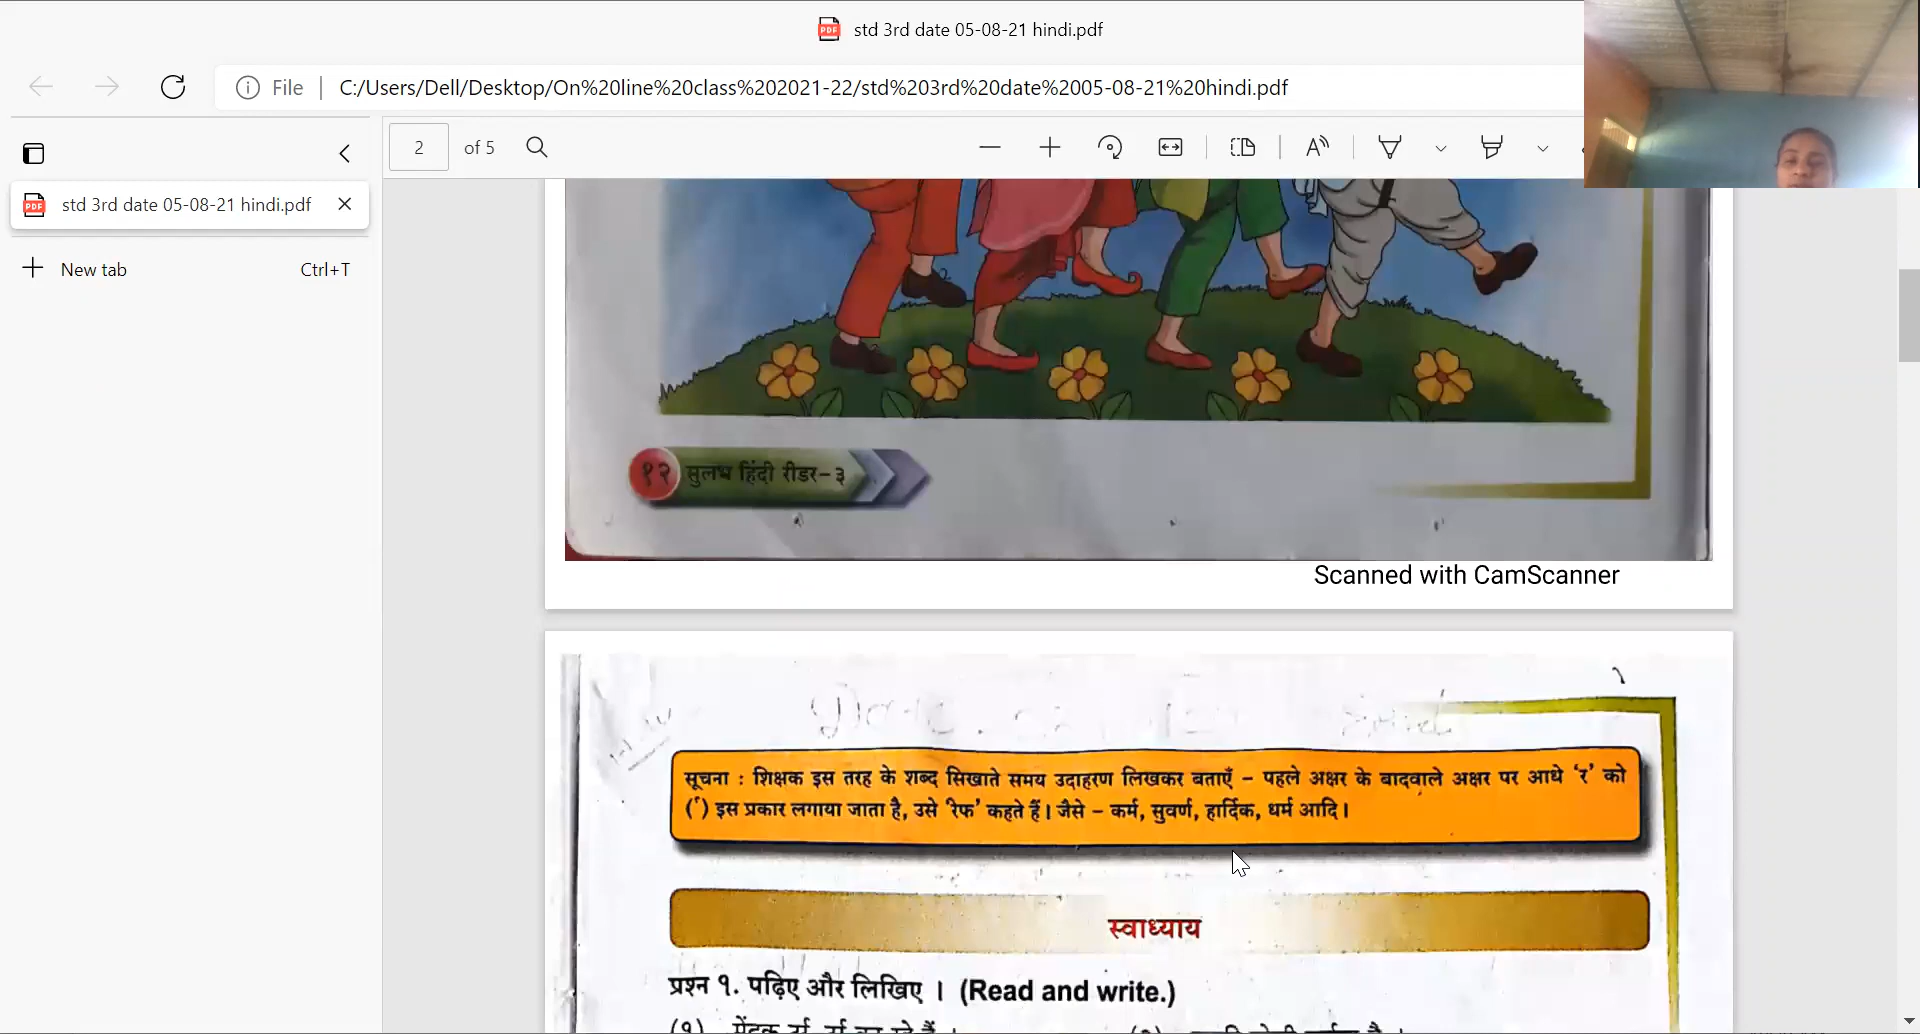 std 3rd date 05-08-21 hindi.pdf
File
C:/Users/Dell/Desktop/On%20line%20class%202021-22/std%203rd%20date%2005-08-21%20hindi.pdf
2 of 5
std 3rd date 05-08-21 hindi.pdf
New tab Ctrl+T
१२ सुलभ हिंदी रीडर-३
Scanned with CamScanner
सूचना : शिक्षक इस तरह के शब्द सिखाते समय उदाहरण लिखकर बताएँ - पहले अक्षर के बादवाले अक्षर पर आधे 'र' को
(र्) इस प्रकार लगाया जाता है, उसे 'रेफ' कहते हैं। जैसे - कर्म, सुवर्ण, हार्दिक, धर्म आदि।
स्वाध्याय
प्रश्न १. पढ़िए और लिखिए । (Read and write.)